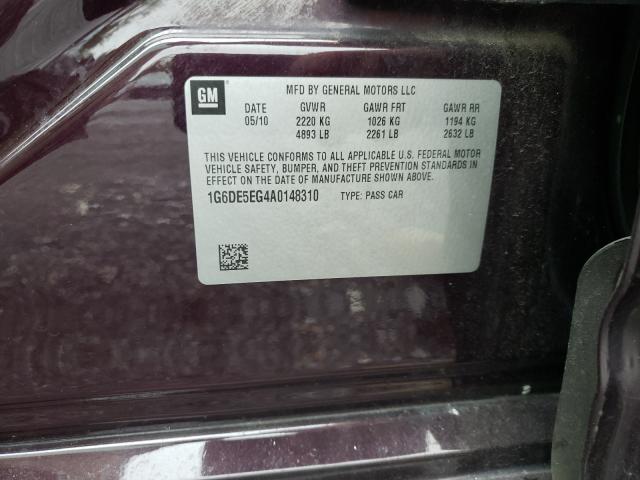 GM
MFD BY GENERAL MOTORS LLC
DATE GVWR GAWR FRT GAWR RR
05/10 2220 KG 1026 KG 1194 KG
4893 LB 2261 LB 2632 LB
THIS VEHICLE CONFORMS TO ALL APPLICABLE U.S. FEDERAL MOTOR
VEHICLE SAFETY, BUMPER, AND THEFT PREVENTION STANDARDS IN
EFFECT ON THE DATE OF MANUFACTURE SHOWN ABOVE.
1G6DE5EG4A0148310 TYPE: PASS CAR